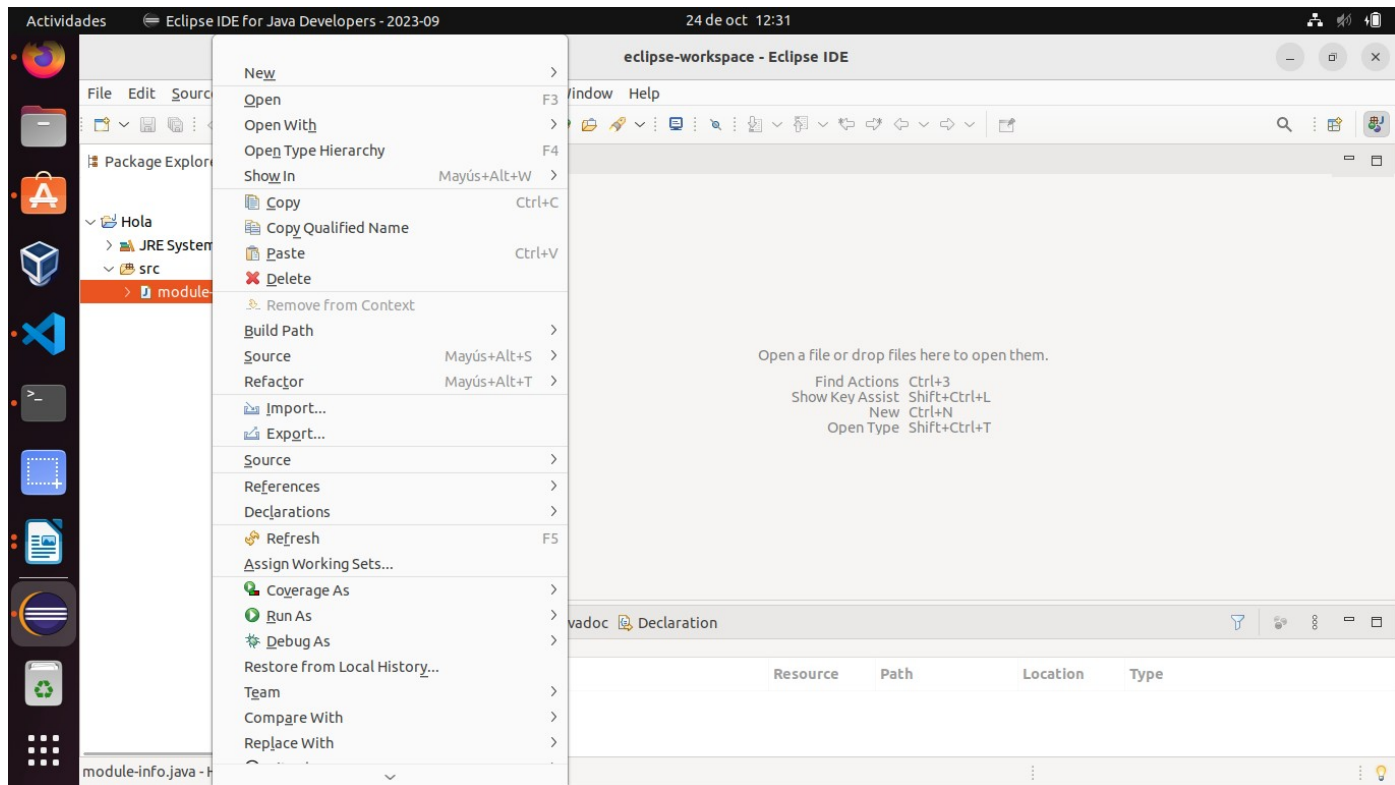 Actividades Eclipse IDE for Java Developers - 2023-09 24 de oct 12:31
eclipse-workspace - Eclipse IDE
File Edit Sourc
Window Help
Package Explore
Hola
JRE System
src
module-
New
Open F3
Open With
Open Type Hierarchy F4
Show In Mayús+Alt+W
Copy Ctrl+C
Copy Qualified Name
Paste Ctrl+V
Delete
Remove from Context
Build Path
Source Mayús+Alt+S
Refactor Mayús+Alt+T
Import...
Export...
Source
References
Declarations
Refresh F5
Assign Working Sets...
Coverage As
Run As
Debug As
Restore from Local History...
Team
Compare With
Replace With
Open a file or drop files here to open them.
Find Actions Ctrl+3
Show Key Assist Shift+Ctrl+L
New Ctrl+N
Open Type Shift+Ctrl+T
vadoc Declaration
Resource Path Location Type
module-info.java - H